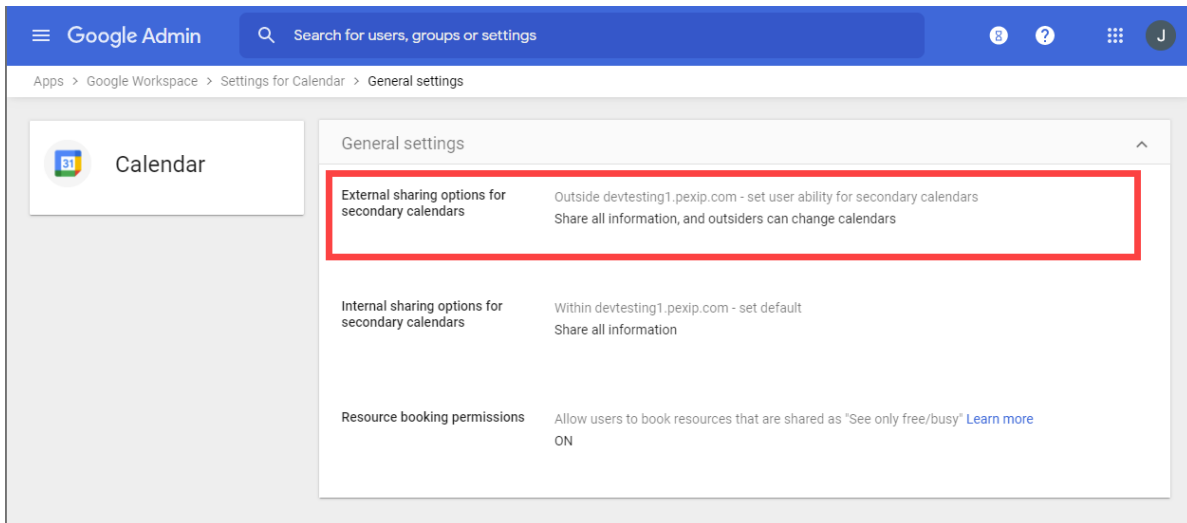 Google Admin
Search for users, groups or settings
8
?
J
Apps > Google Workspace > Settings for Calendar > General settings
31
Calendar
General settings
External sharing options for
secondary calendars
Outside devtesting1.pexip.com - set user ability for secondary calendars
Share all information, and outsiders can change calendars
Internal sharing options for
secondary calendars
Within devtesting1.pexip.com - set default
Share all information
Resource booking permissions
Allow users to book resources that are shared as "See only free/busy" Learn more
ON